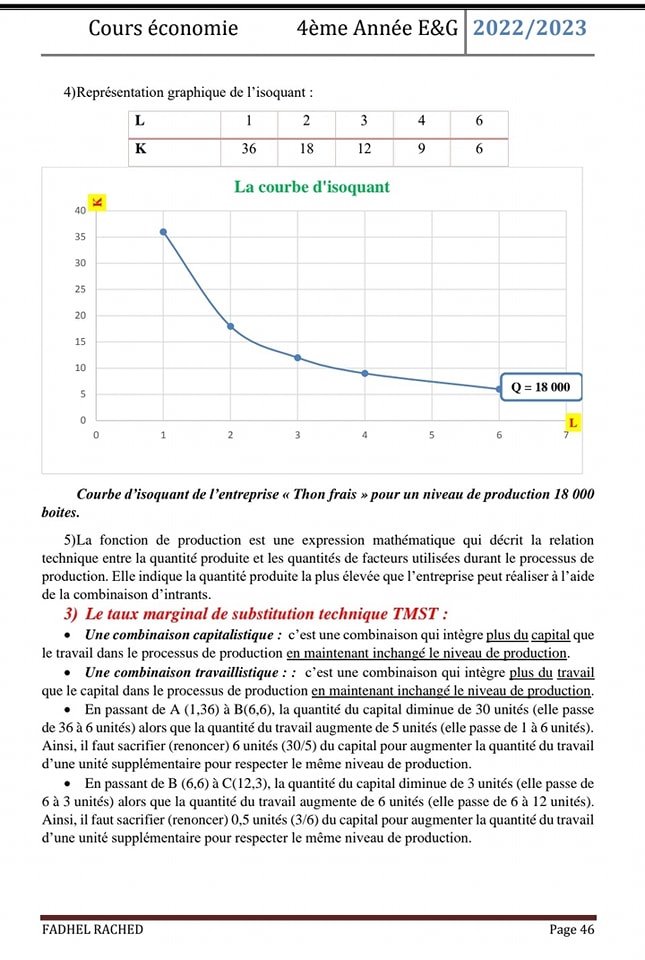 Cours économie 4ème Année E&G 2022/2023
4)Représentation graphique de l’isoquant :
L 1 2 3 4 6
K 36 18 12 9 6
La courbe d'isoquant
K
40
35
30
25
20
15
10
5
0
Q = 18 000
L
0 1 2 3 4 5 6 7
Courbe d’isoquant de l’entreprise « Thon frais » pour un niveau de production 18 000
boites.
5)La fonction de production est une expression mathématique qui décrit la relation
technique entre la quantité produite et les quantités de facteurs utilisées durant le processus de
production. Elle indique la quantité produite la plus élevée que l’entreprise peut réaliser à l’aide
de la combinaison d’intrants.
3) Le taux marginal de substitution technique TMST :
• Une combinaison capitalistique : c’est une combinaison qui intègre plus du capital que
le travail dans le processus de production en maintenant inchangé le niveau de production.
• Une combinaison travaillistique : : c’est une combinaison qui intègre plus du travail
que le capital dans le processus de production en maintenant inchangé le niveau de production.
• En passant de A (1,36) à B(6,6), la quantité du capital diminue de 30 unités (elle passe
de 36 à 6 unités) alors que la quantité du travail augmente de 5 unités (elle passe de 1 à 6 unités).
Ainsi, il faut sacrifier (renoncer) 6 unités (30/5) du capital pour augmenter la quantité du travail
d’une unité supplémentaire pour respecter le même niveau de production.
• En passant de B (6,6) à C(12,3), la quantité du capital diminue de 3 unités (elle passe de
6 à 3 unités) alors que la quantité du travail augmente de 6 unités (elle passe de 6 à 12 unités).
Ainsi, il faut sacrifier (renoncer) 0,5 unités (3/6) du capital pour augmenter la quantité du travail
d’une unité supplémentaire pour respecter le même niveau de production.
FADHEL RACHED Page 46